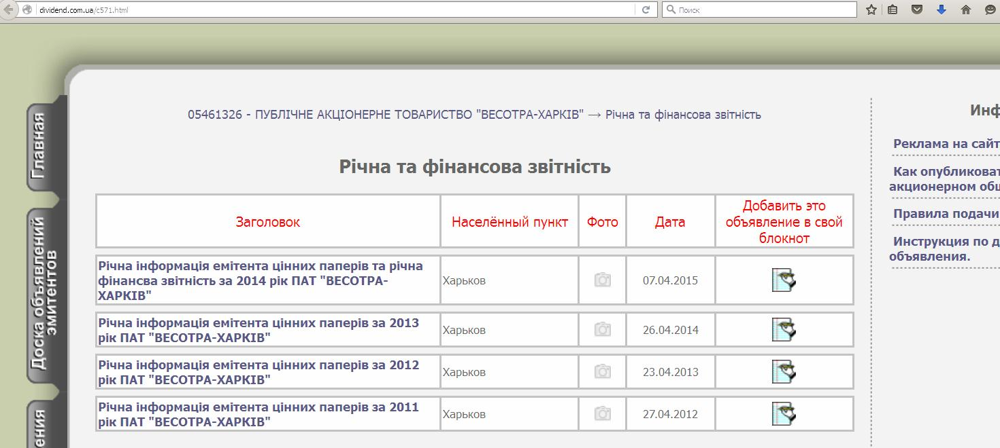 dividend.com.ua/c571.html
Поиск
Главная
Доска объявлений
эмитентов
05461326 - ПУБЛІЧНЕ АКЦІОНЕРНЕ ТОВАРИСТВО "ВЕСОТРА-ХАРКІВ" → Річна та фінансова звітність
Річна та фінансова звітність
Заголовок
Населённый пункт
Фото
Дата
Добавить это
объявление в свой
блокнот
Річна інформація емітента цінних паперів та річна
фінансва звітність за 2014 рік ПАТ "ВЕСОТРА-
ХАРКІВ"
Харьков
07.04.2015
Річна інформація емітента цінних паперів за 2013
рік ПАТ "ВЕСОТРА-ХАРКІВ"
Харьков
26.04.2014
Річна інформація емітента цінних паперів за 2012
рік ПАТ "ВЕСОТРА-ХАРКІВ"
Харьков
23.04.2013
Річна інформація емітента цінних паперів за 2011
рік ПАТ "ВЕСОТРА-ХАРКІВ"
Харьков
27.04.2012
Реклама на сайт
Как опубликоват
акционерном об
Правила подачи
Инструкция по д
объявления.